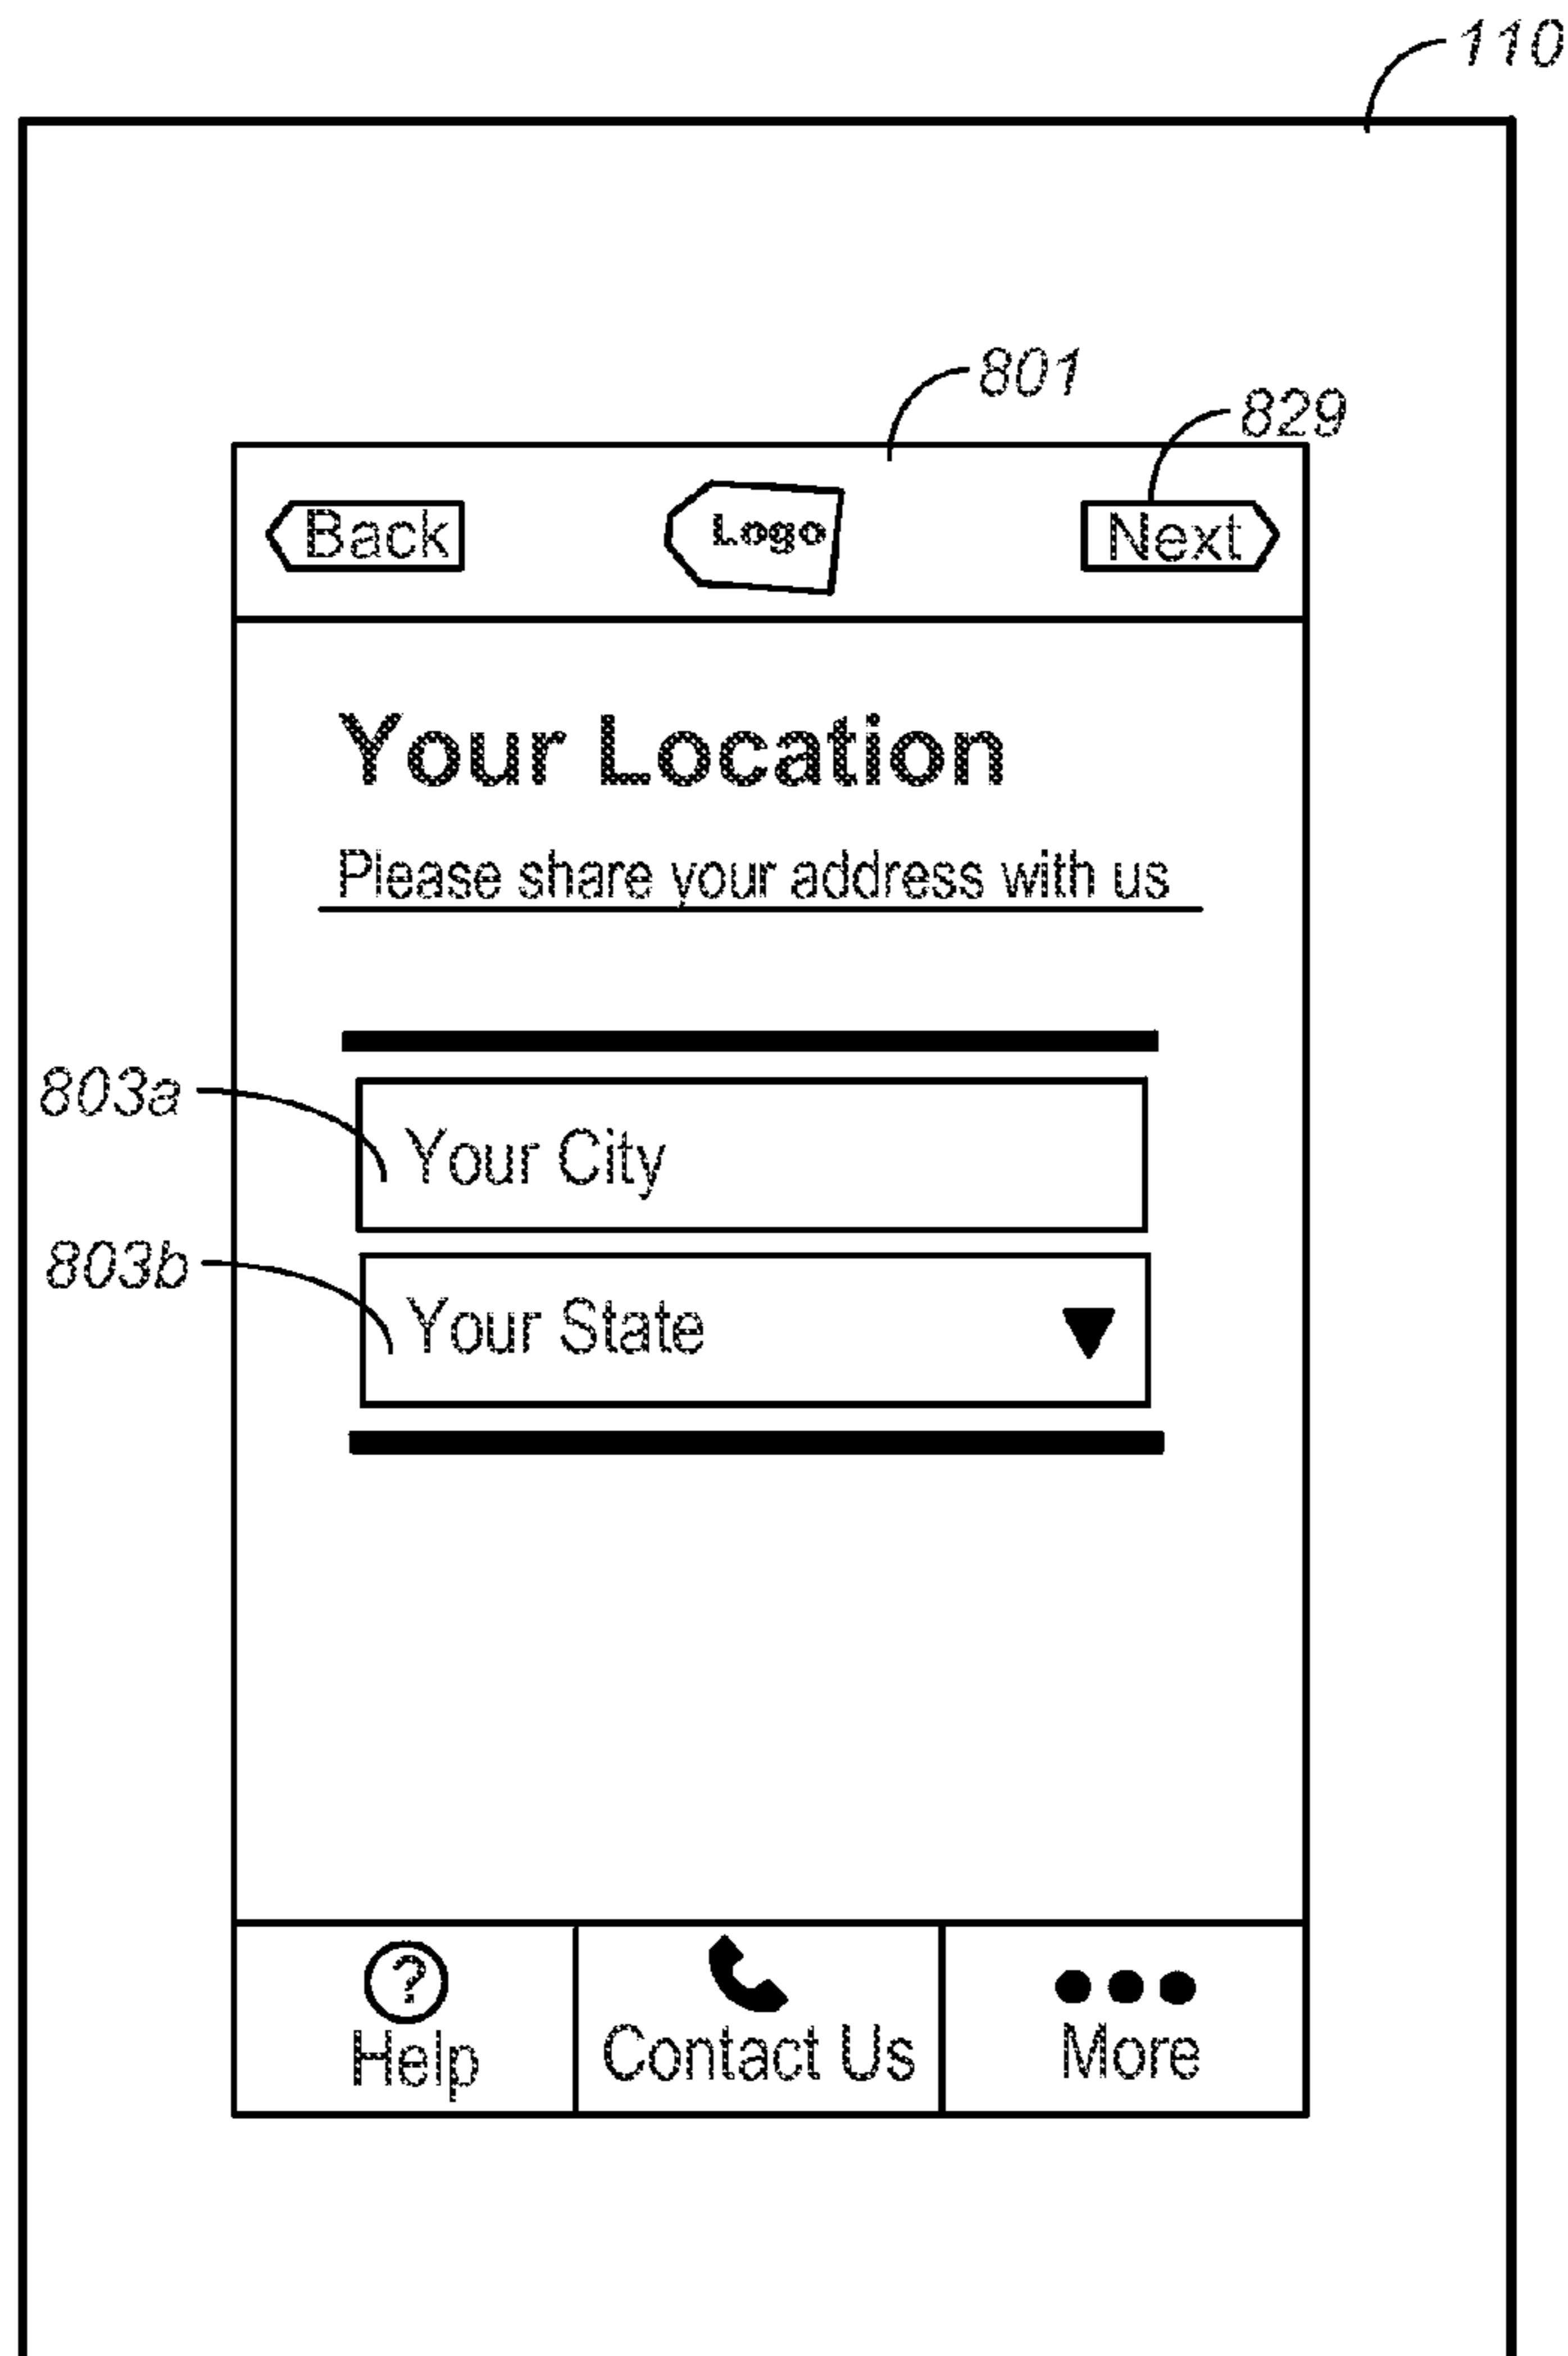 110
801
829
Back
Logo
Next
Your Location
Please share your address with us
803a
Your City
803b
Your State
?
Help
Contact Us
More